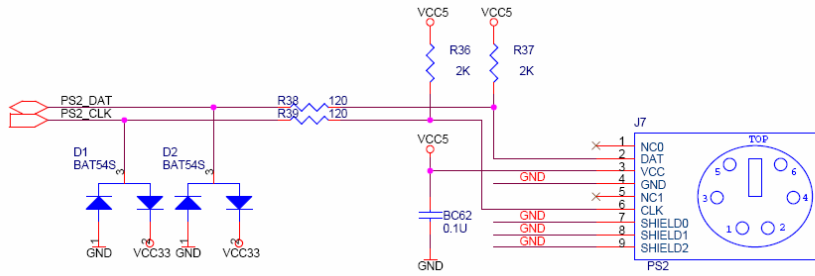 VCC5 VCC5
R36 R37
2K 2K
PS2_DAT R38 120
PS2_CLK R39 120
J7
TOP
D1 D2
BAT54S BAT54S
3 3
VCC5
1 NC0
2 DAT
3 VCC
GND 4 GND
5 NC1
6 CLK
GND 7 SHIELD0
GND 8 SHIELD1
GND 9 SHIELD2
5 6
3 4
1 2
BC62
0.1U
1 2 1 2
GND VCC33 GND VCC33
GND
PS2